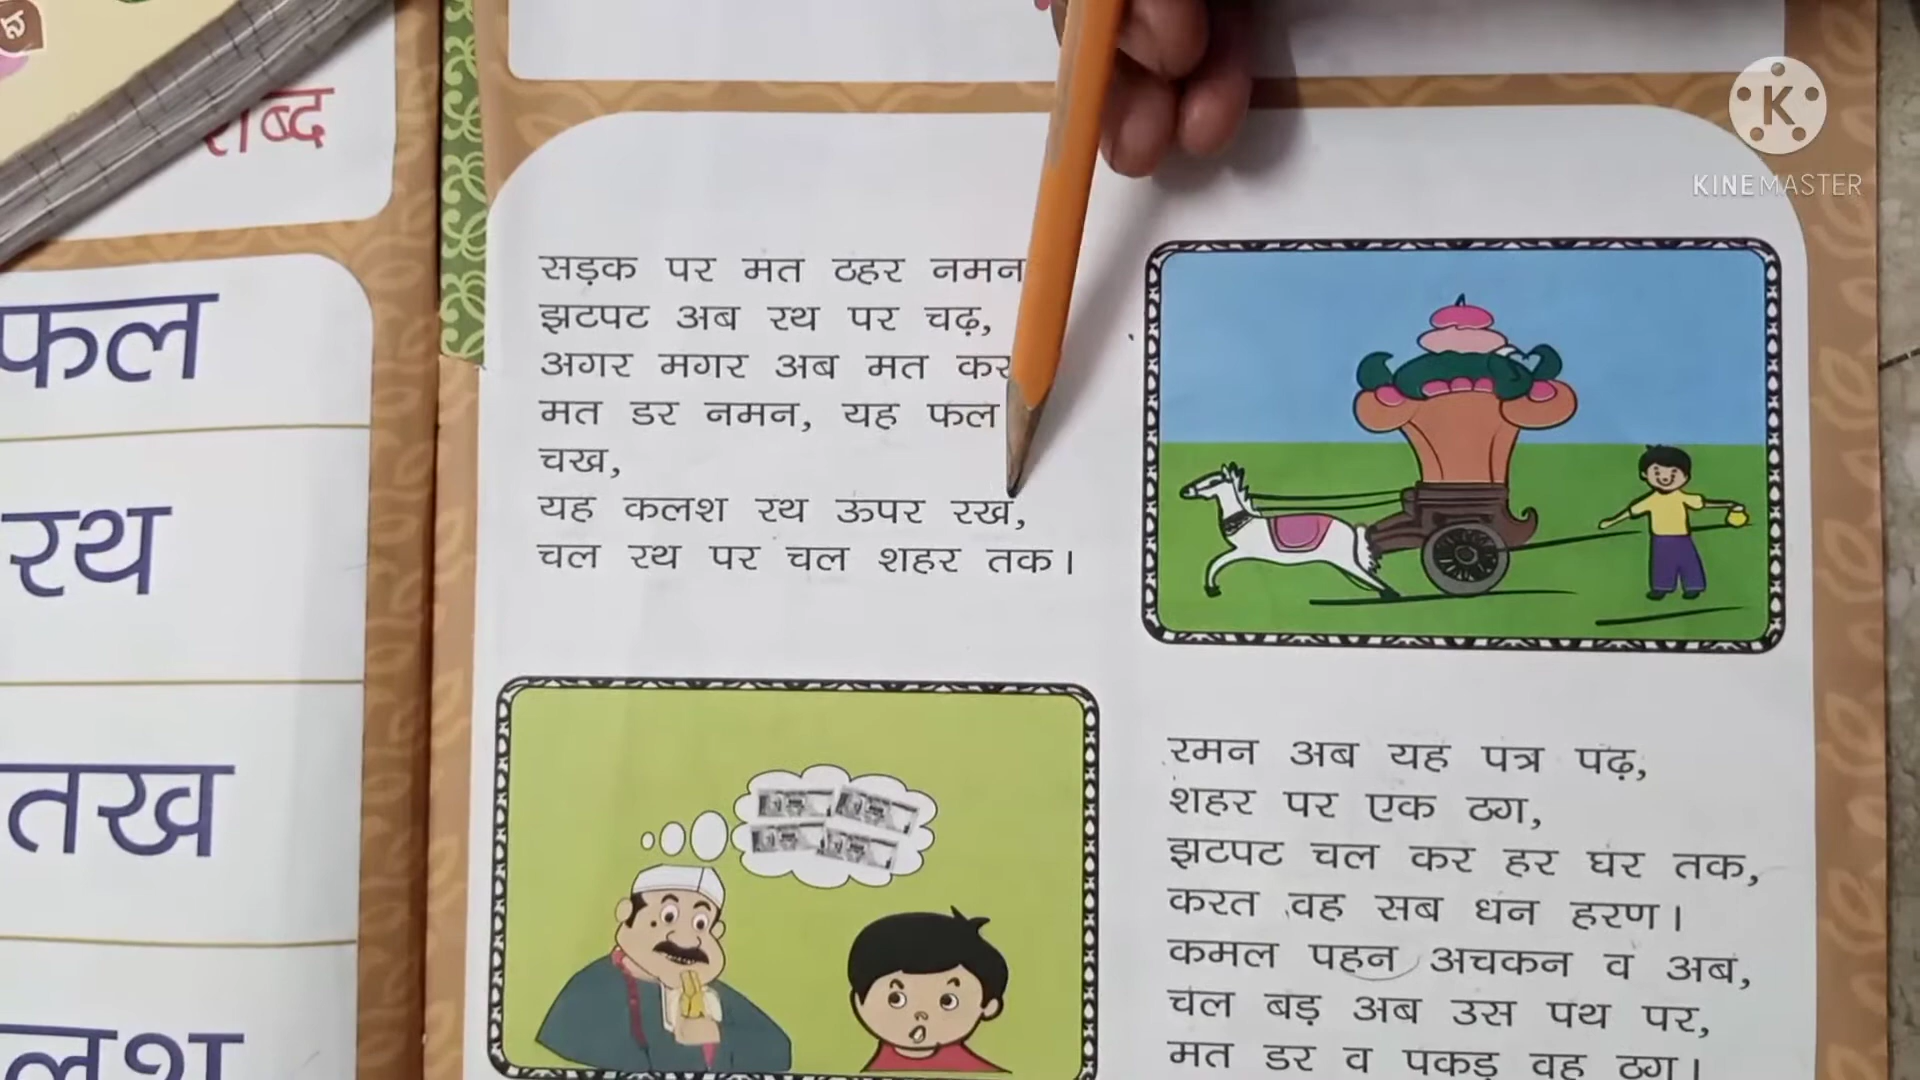 शब्द
फल
रथ
तख
लश
सड़क पर मत ठहर नमन
झटपट अब रथ पर चढ़,
अगर मगर अब मत कर
मत डर नमन, यह फल
चख,
यह कलश रथ ऊपर रख,
चल रथ पर चल शहर तक।
रमन अब यह पत्र पढ़,
शहर पर एक ठग,
झटपट चल कर हर घर तक,
करत वह सब धन हरण।
कमल पहन अचकन व अब,
चल बड़ अब उस पथ पर,
मत डर व पकड़ वह ठग।
K
KINEMASTER